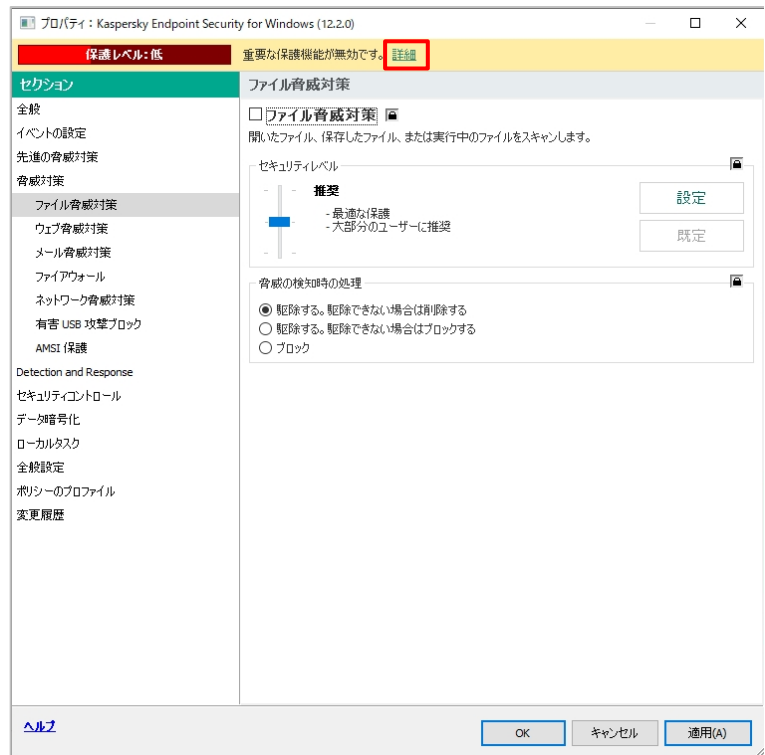 プロパティ：Kaspersky Endpoint Security for Windows (12.2.0)
保護レベル：低
重要な保護機能が無効です。 詳細
セクション
全般
イベントの設定
先進の脅威対策
脅威対策
ファイル脅威対策
ウェブ脅威対策
メール脅威対策
ファイアウォール
ネットワーク脅威対策
有害 USB 攻撃ブロック
AMSI 保護
Detection and Response
セキュリティコントロール
データ暗号化
ローカルタスク
全般設定
ポリシーのプロファイル
変更履歴
ファイル脅威対策
ファイル脅威対策
開いたファイル、保存したファイル、または実行中のファイルをスキャンします。
セキュリティレベル
推奨
- 最適な保護
- 大部分のユーザーに推奨
設定
既定
脅威の検知時の処理
駆除する。駆除できない場合は削除する
駆除する。駆除できない場合はブロックする
ブロック
ヘルプ
OK
キャンセル
適用(A)